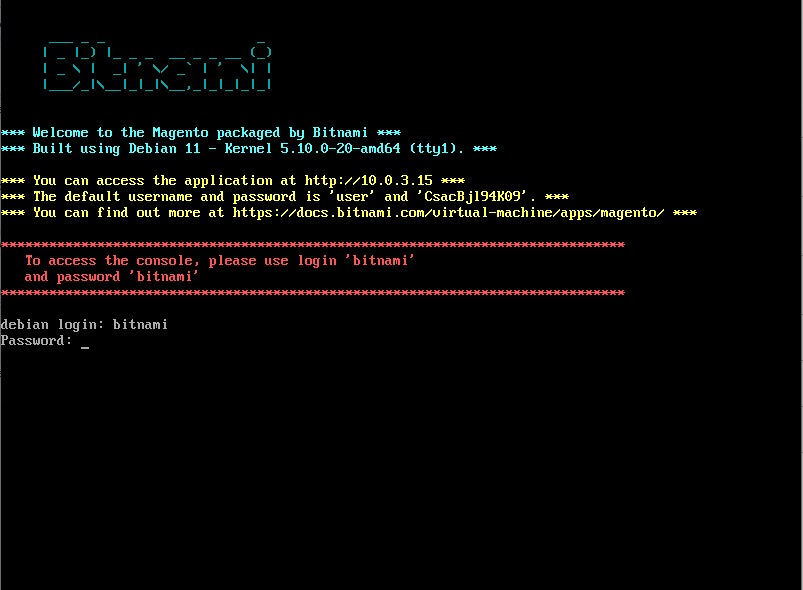 Bitnami
*** Welcome to the Magento packaged by Bitnami ***
*** Built using Debian 11 - Kernel 5.10.0-20-amd64 (tty1). ***
*** You can access the application at http://10.0.3.15 ***
*** The default username and password is 'user' and 'CsacBjl94K09'. ***
*** You can find out more at https://docs.bitnami.com/virtual-machine/apps/magento/ ***
******************************************************************************
To access the console, please use login 'bitnami'
and password 'bitnami'
******************************************************************************
debian login: bitnami
Password: _